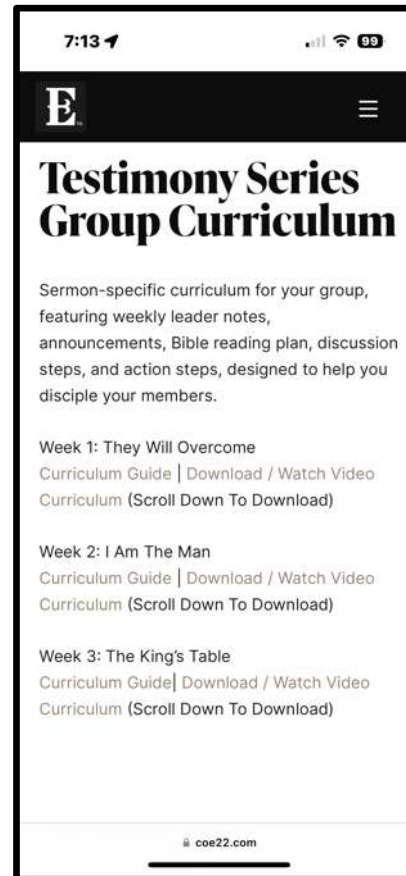 7:13
99
E
Testimony Series
Group Curriculum
Sermon-specific curriculum for your group,
featuring weekly leader notes,
announcements, Bible reading plan, discussion
steps, and action steps, designed to help you
disciple your members.
Week 1: They Will Overcome
Curriculum Guide | Download / Watch Video
Curriculum (Scroll Down To Download)
Week 2: I Am The Man
Curriculum Guide | Download / Watch Video
Curriculum (Scroll Down To Download)
Week 3: The King's Table
Curriculum Guide| Download / Watch Video
Curriculum (Scroll Down To Download)
coe22.com